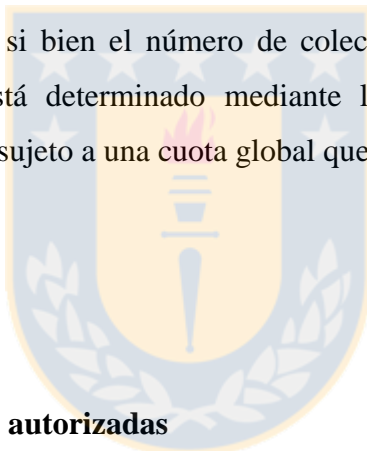 si bien el número de colec
stá determinado mediante l
sujeto a una cuota global que
autorizadas